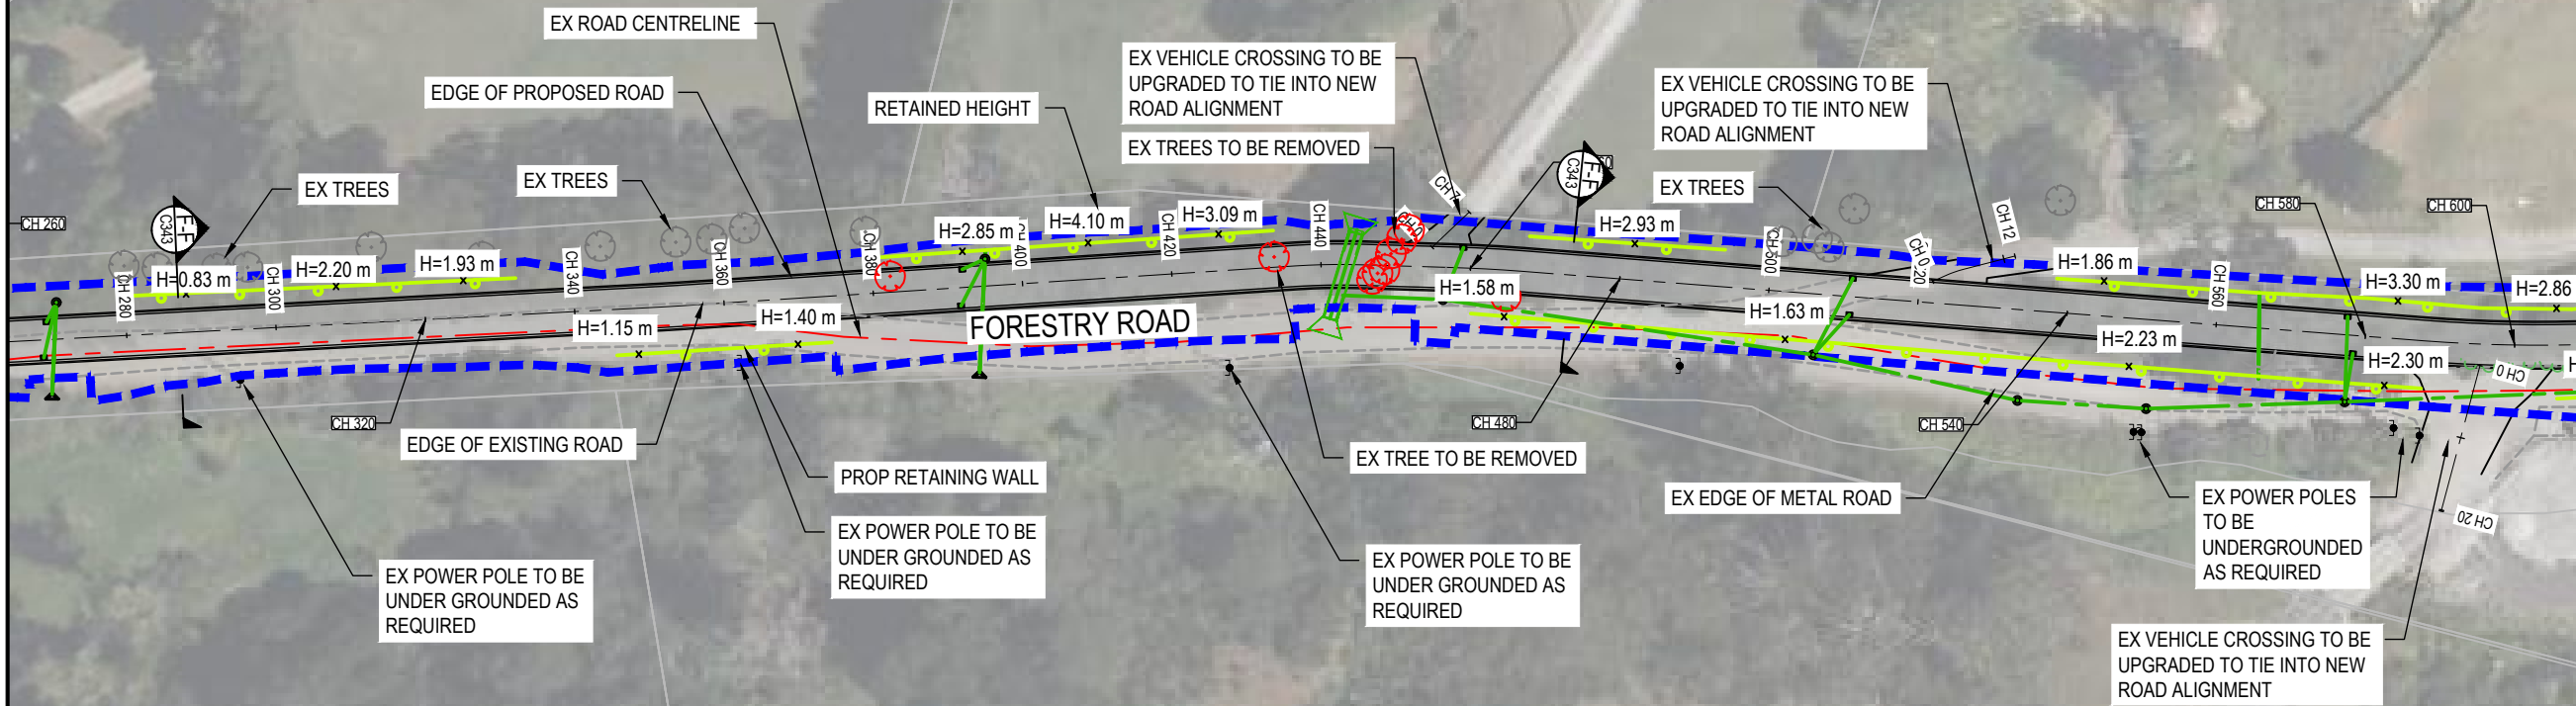 EX ROAD CENTRELINE
EDGE OF PROPOSED ROAD
RETAINED HEIGHT
EX VEHICLE CROSSING TO BE
UPGRADED TO TIE INTO NEW
ROAD ALIGNMENT
EX TREES TO BE REMOVED
EX VEHICLE CROSSING TO BE
UPGRADED TO TIE INTO NEW
ROAD ALIGNMENT
EX TREES
EX TREES
EX TREES
CH 260
F-F
C343
CH 280
H=0.83 m
CH 300
H=2.20 m
H=1.93 m
CH 340
CH 360
CH 380
H=2.85 m
CH 400
H=4.10 m
CH 420
H=3.09 m
CH 440
CH 7
F-F
C343
H=2.93 m
CH 500
CH 12
H=1.86 m
CH 560
CH 580
CH 600
H=3.30 m
H=2.86
H=1.15 m
H=1.40 m
FORESTRY ROAD
H=1.58 m
H=1.63 m
H=2.23 m
H=2.30 m
H
CH 0
CH 320
EDGE OF EXISTING ROAD
PROP RETAINING WALL
EX POWER POLE TO BE
UNDER GROUNDED AS
REQUIRED
EX POWER POLE TO BE
UNDER GROUNDED AS
REQUIRED
CH 480
EX TREE TO BE REMOVED
EX POWER POLE TO BE
UNDER GROUNDED AS
REQUIRED
CH 540
EX EDGE OF METAL ROAD
EX POWER POLES
TO BE
UNDERGROUNDED
AS REQUIRED
CH 20
EX VEHICLE CROSSING TO BE
UPGRADED TO TIE INTO NEW
ROAD ALIGNMENT